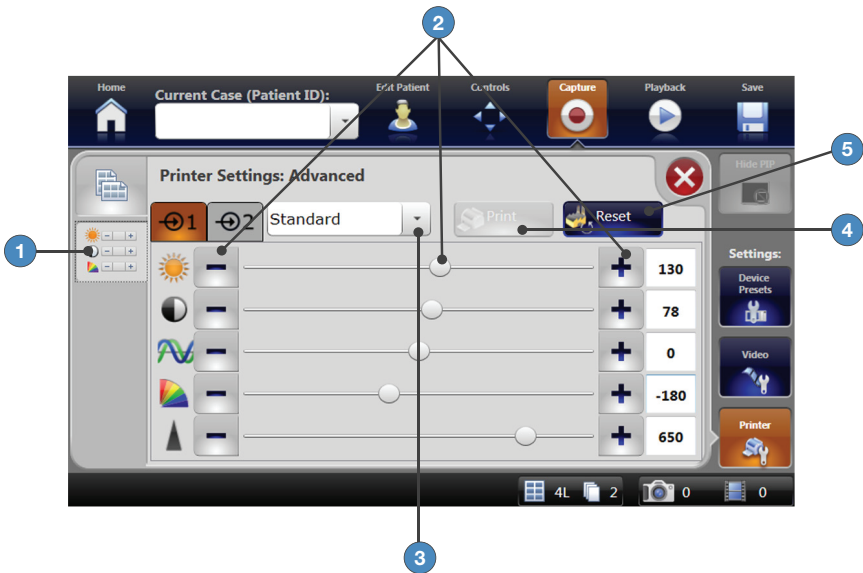 2
Home
Current Case (Patient ID):
Edit Patient
Controls
Capture
Playback
Save
5
Printer Settings: Advanced
Hide PIP
1
2
Standard
Print
Reset
4
1
Settings:
130
Device
Presets
78
0
Video
-180
Printer
650
4L
2
0
0
3